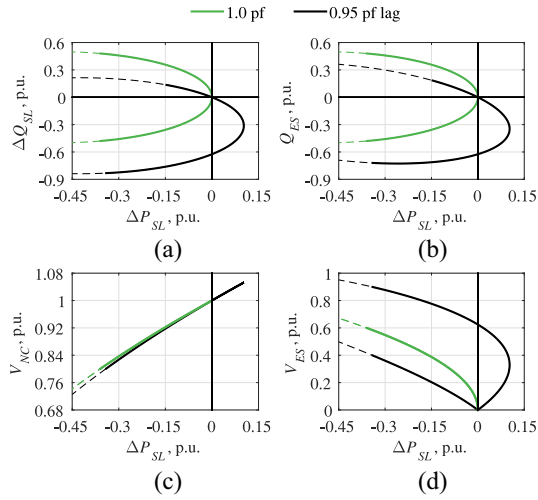 1.0 pf 0.95 pf lag
0.6 0.6
0.3 0.3
0 0
-0.3 -0.3
-0.6 -0.6
-0.9 -0.9
ΔQ_SL, p.u. Q_ES, p.u.
-0.45 -0.3 -0.15 0 0.15 -0.45 -0.3 -0.15 0 0.15
ΔP_SL, p.u. ΔP_SL, p.u.
(a) (b)
1.08 1
1 0.8
0.92 0.6
0.84 0.4
0.76 0.2
0.68 0
V_NC, p.u. V_ES, p.u.
-0.45 -0.3 -0.15 0 0.15 -0.45 -0.3 -0.15 0 0.15
ΔP_SL, p.u. ΔP_SL, p.u.
(c) (d)